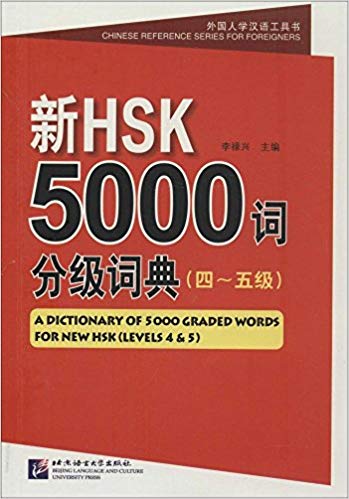 外国人学汉语工具书
CHINESE REFERENCE SERIES FOR FOREIGNERS
新HSK
李禄兴 主编
5000词
分级词典(四～五级)
A DICTIONARY OF 5000 GRADED WORDS
FOR NEW HSK (LEVELS 4 & 5)
北京语言大学出版社
BEIJING LANGUAGE AND CULTURE
UNIVERSITY PRESS